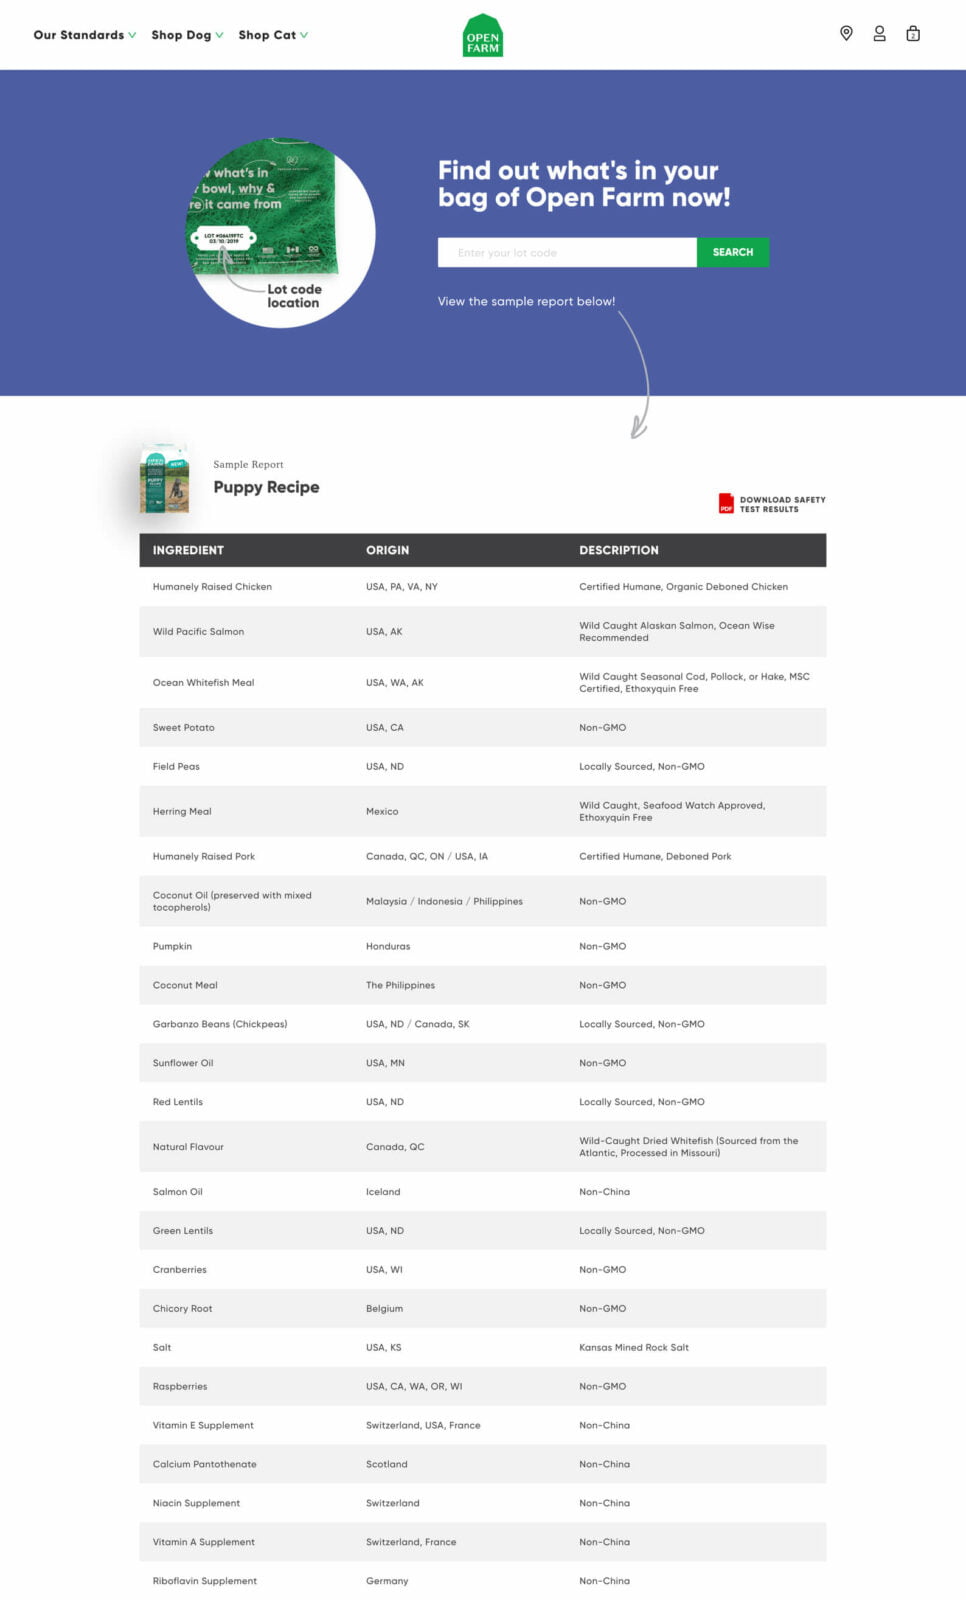 Our Standards Shop Dog Shop Cat
OPEN
FARM
2
what's in
bowl, why &
it came from
LOT #06419FTC
03/10/2019
Lot code
location
Find out what's in your
bag of Open Farm now!
Enter your lot code SEARCH
View the sample report below!
OPEN
FARM
NEW!
PUPPY
Sample Report
Puppy Recipe
PDF
DOWNLOAD SAFETY
TEST RESULTS
INGREDIENT ORIGIN DESCRIPTION
Humanely Raised Chicken USA, PA, VA, NY Certified Humane, Organic Deboned Chicken
Wild Pacific Salmon USA, AK Wild Caught Alaskan Salmon, Ocean Wise
Recommended
Ocean Whitefish Meal USA, WA, AK Wild Caught Seasonal Cod, Pollock, or Hake, MSC
Certified, Ethoxyquin Free
Sweet Potato USA, CA Non-GMO
Field Peas USA, ND Locally Sourced, Non-GMO
Herring Meal Mexico Wild Caught, Seafood Watch Approved,
Ethoxyquin Free
Humanely Raised Pork Canada, QC, ON / USA, IA Certified Humane, Deboned Pork
Coconut Oil (preserved with mixed
tocopherols) Malaysia / Indonesia / Philippines Non-GMO
Pumpkin Honduras Non-GMO
Coconut Meal The Philippines Non-GMO
Garbanzo Beans (Chickpeas) USA, ND / Canada, SK Locally Sourced, Non-GMO
Sunflower Oil USA, MN Non-GMO
Red Lentils USA, ND Locally Sourced, Non-GMO
Natural Flavour Canada, QC Wild-Caught Dried Whitefish (Sourced from the
Atlantic, Processed in Missouri)
Salmon Oil Iceland Non-China
Green Lentils USA, ND Locally Sourced, Non-GMO
Cranberries USA, WI Non-GMO
Chicory Root Belgium Non-GMO
Salt USA, KS Kansas Mined Rock Salt
Raspberries USA, CA, WA, OR, WI Non-GMO
Vitamin E Supplement Switzerland, USA, France Non-China
Calcium Pantothenate Scotland Non-China
Niacin Supplement Switzerland Non-China
Vitamin A Supplement Switzerland, France Non-China
Riboflavin Supplement Germany Non-China